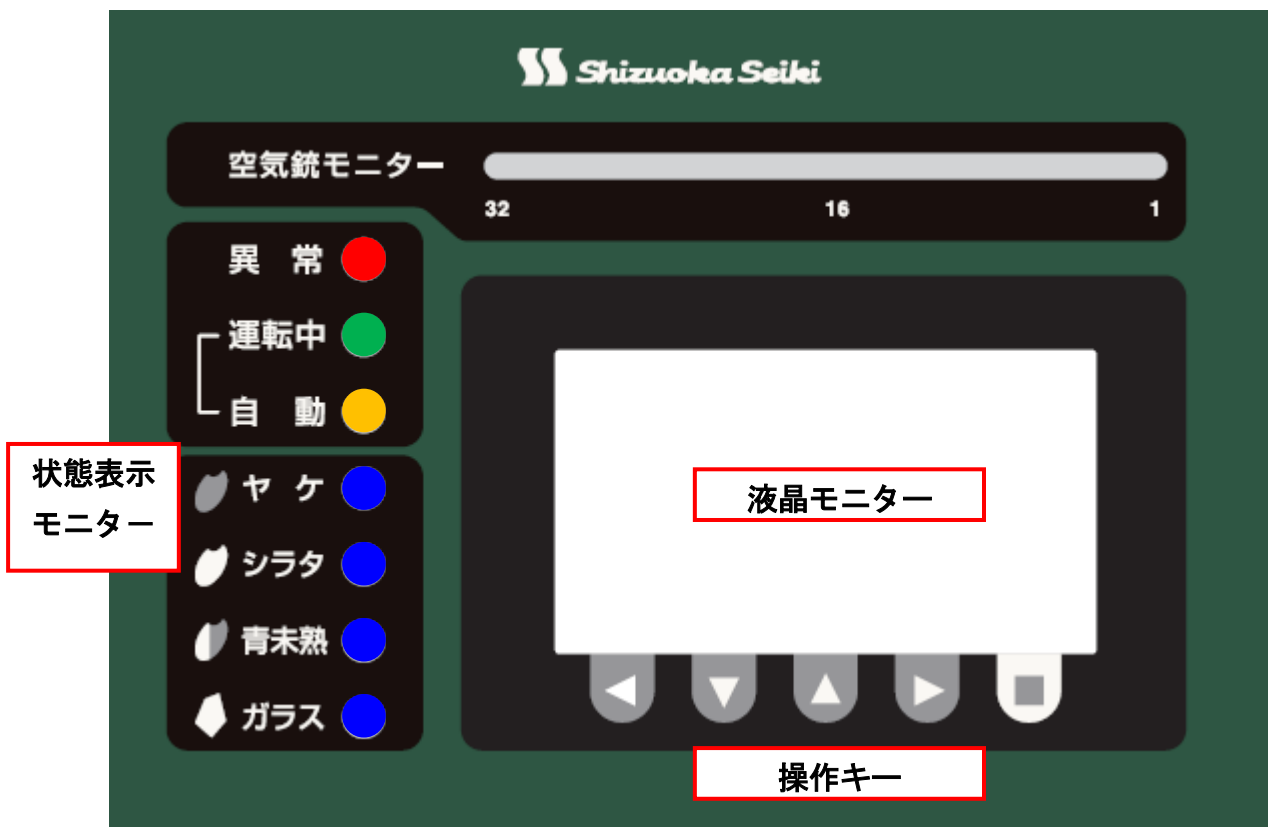 Shizuoka Seiki
空気銃モニター
32 16 1
異 常
運転中
自 動
状態表示
モニター
ヤ ケ
シラタ
青未熟
ガラス
液晶モニター
操作キー